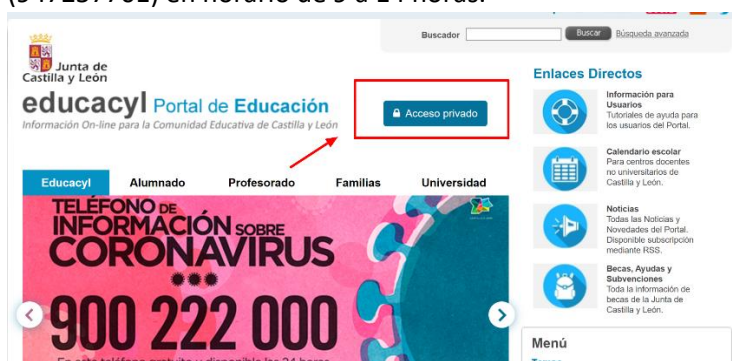 en horario de 9 a 14 horas.
Buscador
Buscar
Búsqueda avanzada
Junta de
Castilla y León
educacyl Portal de Educación
Información On-line para la Comunidad Educativa de Castilla y León
Acceso privado
Educacyl
Alumnado
Profesorado
Familias
Universidad
TELÉFONO DE
INFORMACIÓN SOBRE
CORONAVIRUS
900 222 000
Enlaces Directos
Información para
Usuarios
Tutoriales de ayuda para
los usuarios del Portal.
Calendario escolar
Para centros docentes
no universitarios de
Castilla y León.
Noticias
Todas las Noticias y
Novedades del Portal.
Disponible subscripción
mediante RSS.
Becas, Ayudas y
Subvenciones
Toda la información de
becas de la Junta de
Castilla y León.
Menú